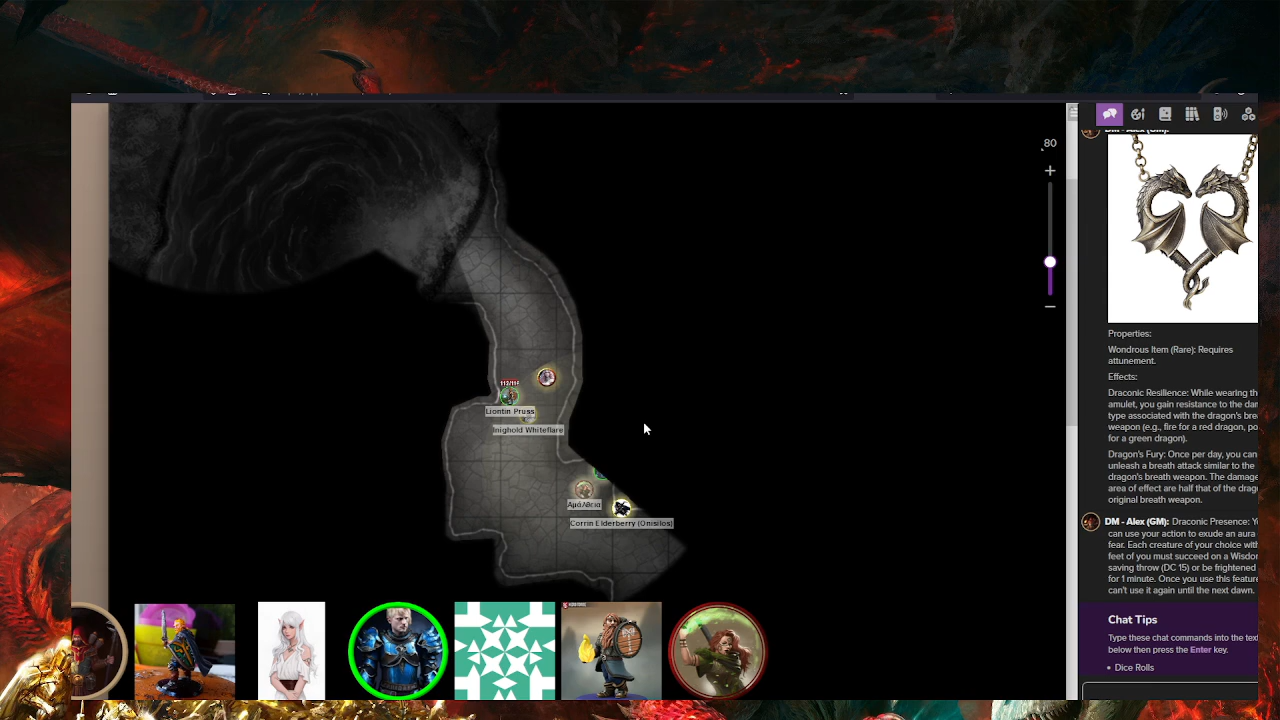 DM - Alex (GM):
80
Properties:
Wondrous Item (Rare): Requires
attunement.
Effects:
Draconic Resilience: While wearing th
amulet, you gain resistance to the dar
type associated with the dragon's bre
weapon (e.g., fire for a red dragon, po
for a green dragon).
Dragon's Fury: Once per day, you can
unleash a breath attack similar to the
dragon's breath weapon. The damage
area of effect are half that of the drag
original breath weapon.
DM - Alex (GM): Draconic Presence: Y
can use your action to exude an aura
fear. Each creature of your choice with
feet of you must succeed on a Wisdo
saving throw (DC 15) or be frightened
for 1 minute. Once you use this feature
can't use it again until the next dawn.
Chat Tips
Type these chat commands into the text
below then press the Enter key.
• Dice Rolls
Liontin Pruss
Inighold Whiteflare
Αμάλθεια
Corrin Elderberry (Onisilos)